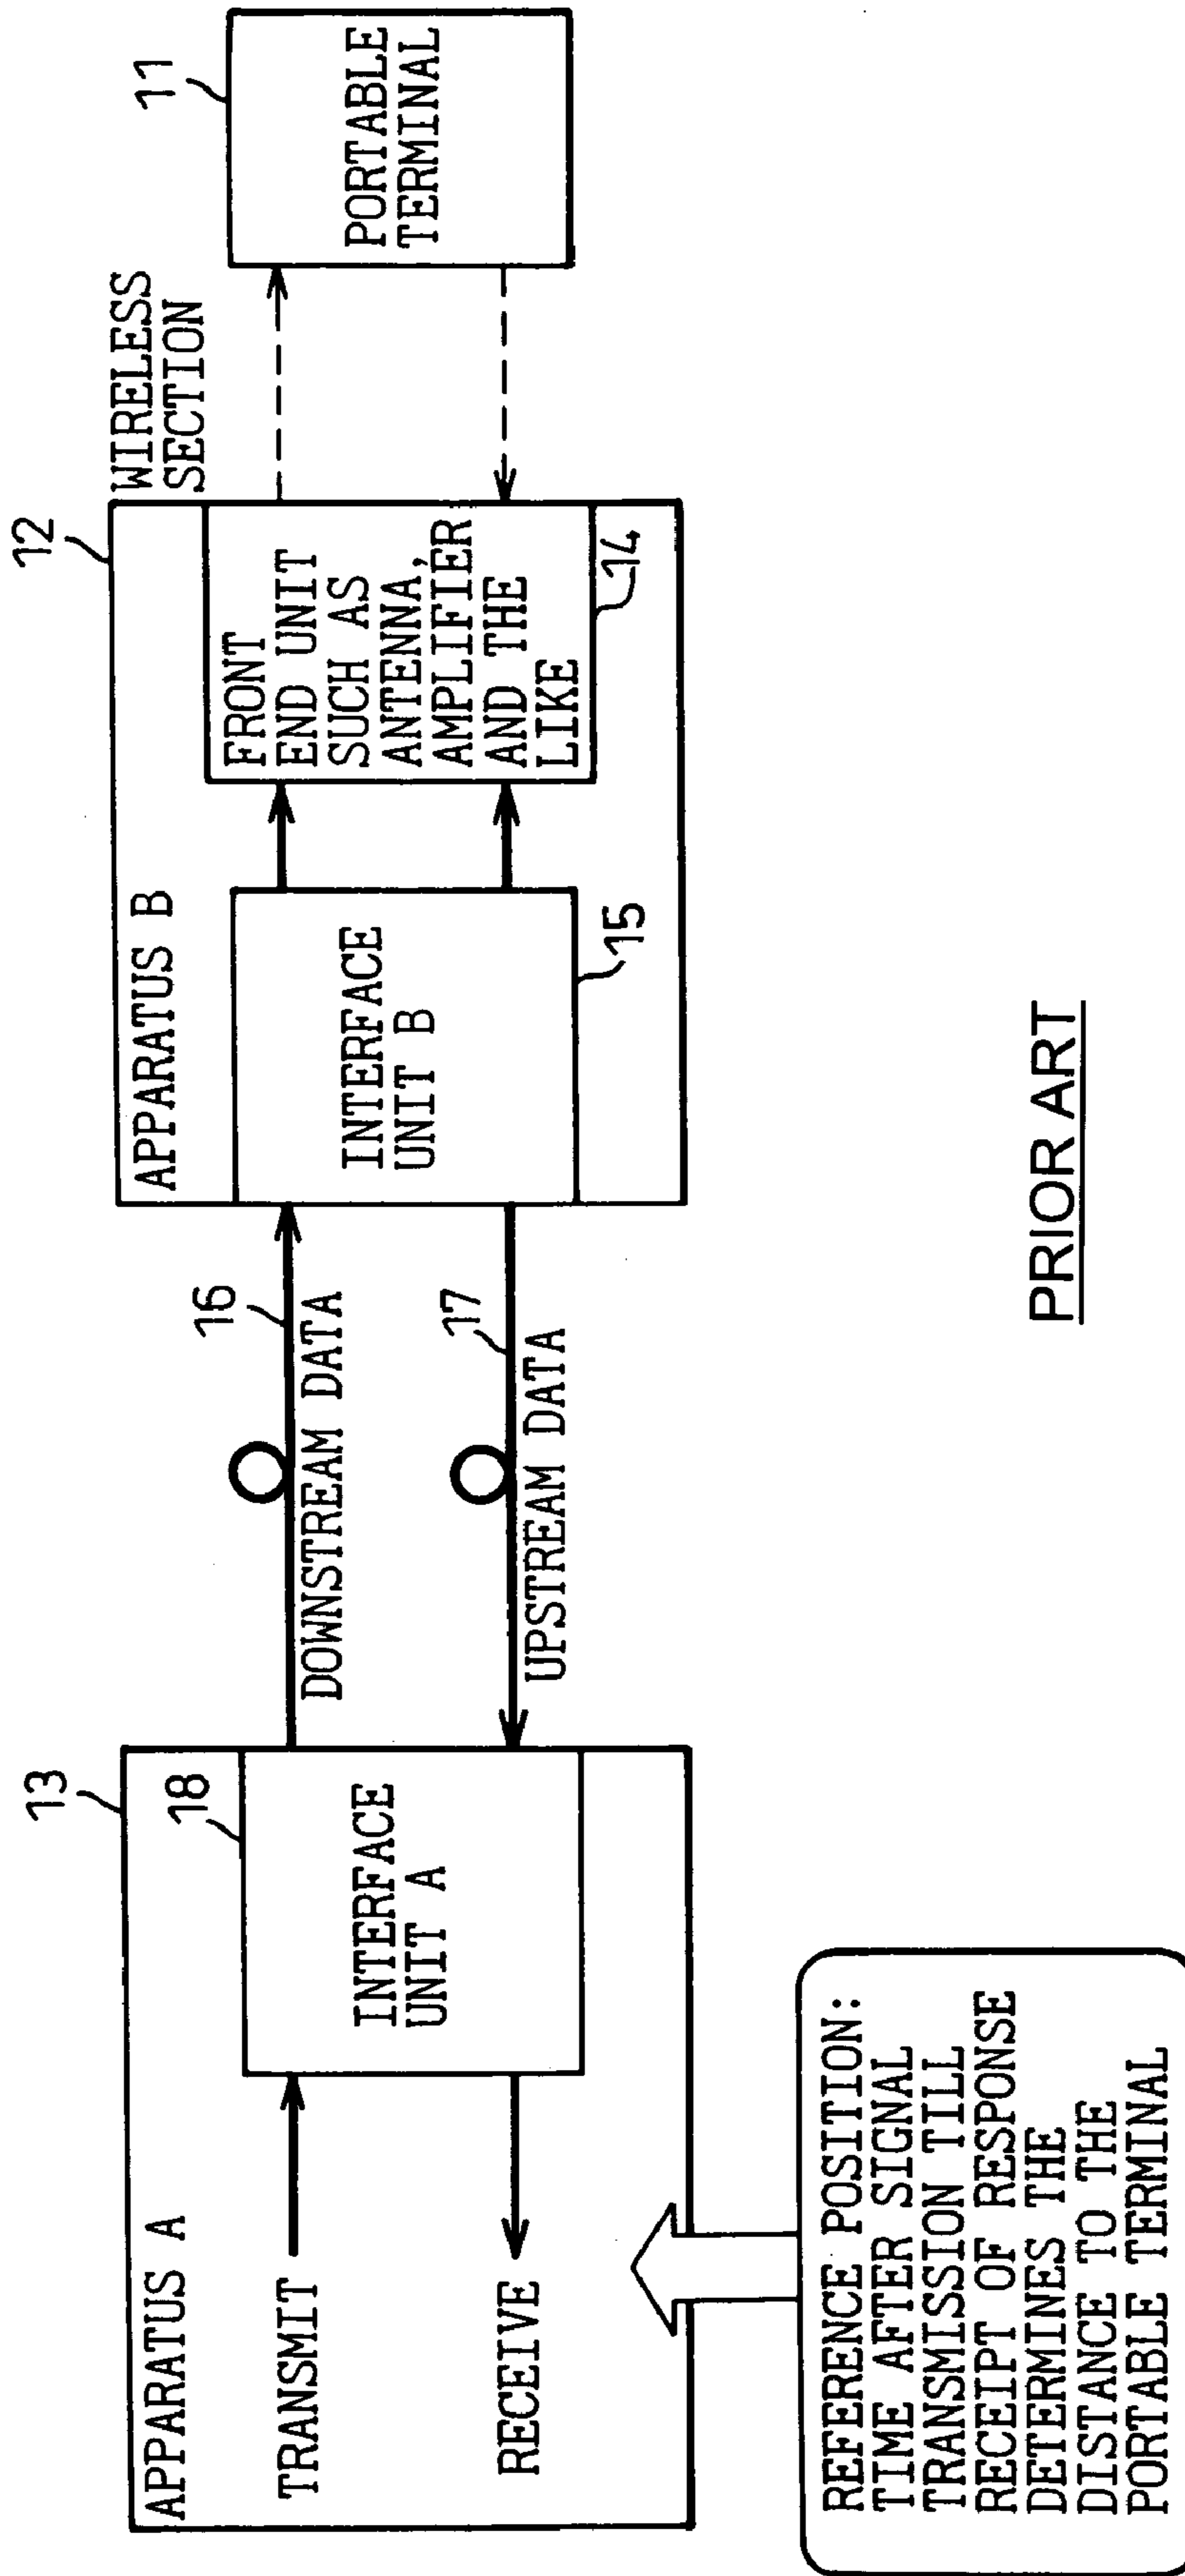 APPARATUS A
13
18
TRANSMIT
RECEIVE
INTERFACE
UNIT A
16
DOWNSTREAM DATA
17
UPSTREAM DATA
APPARATUS B
12
INTERFACE
UNIT B
15
FRONT
END UNIT
SUCH AS
ANTENNA,
AMPLIFIER
AND THE
LIKE
14
WIRELESS
SECTION
11
PORTABLE
TERMINAL
REFERENCE POSITION:
TIME AFTER SIGNAL
TRANSMISSION TILL
RECEIPT OF RESPONSE
DETERMINES THE
DISTANCE TO THE
PORTABLE TERMINAL
PRIOR ART